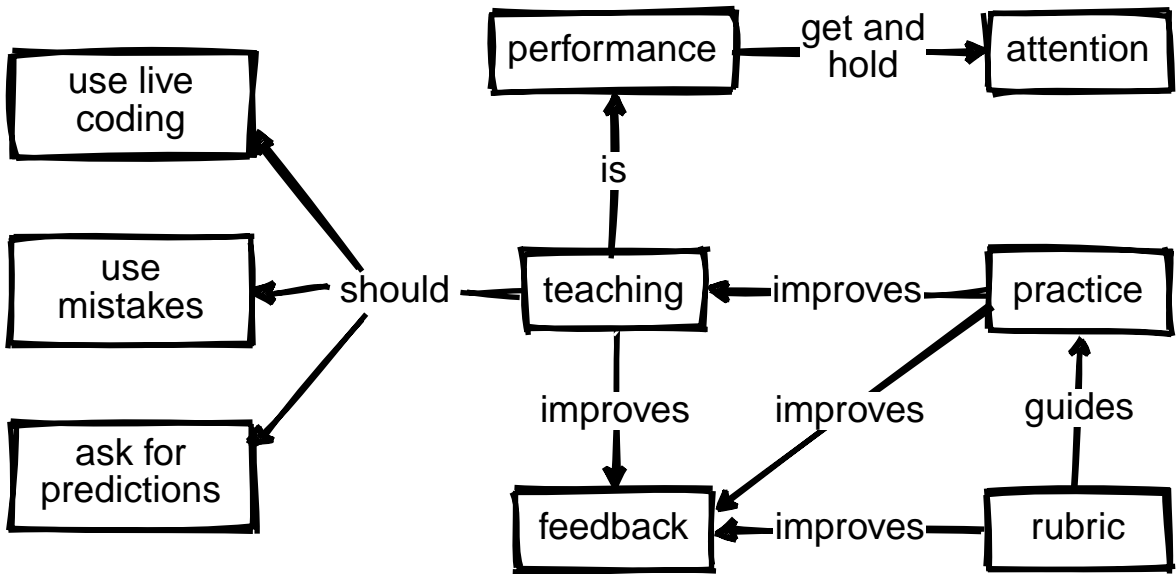 use live
coding
performance
get and
hold
attention
is
use
mistakes
should
teaching
improves
practice
improves
improves
guides
ask for
predictions
feedback
improves
rubric